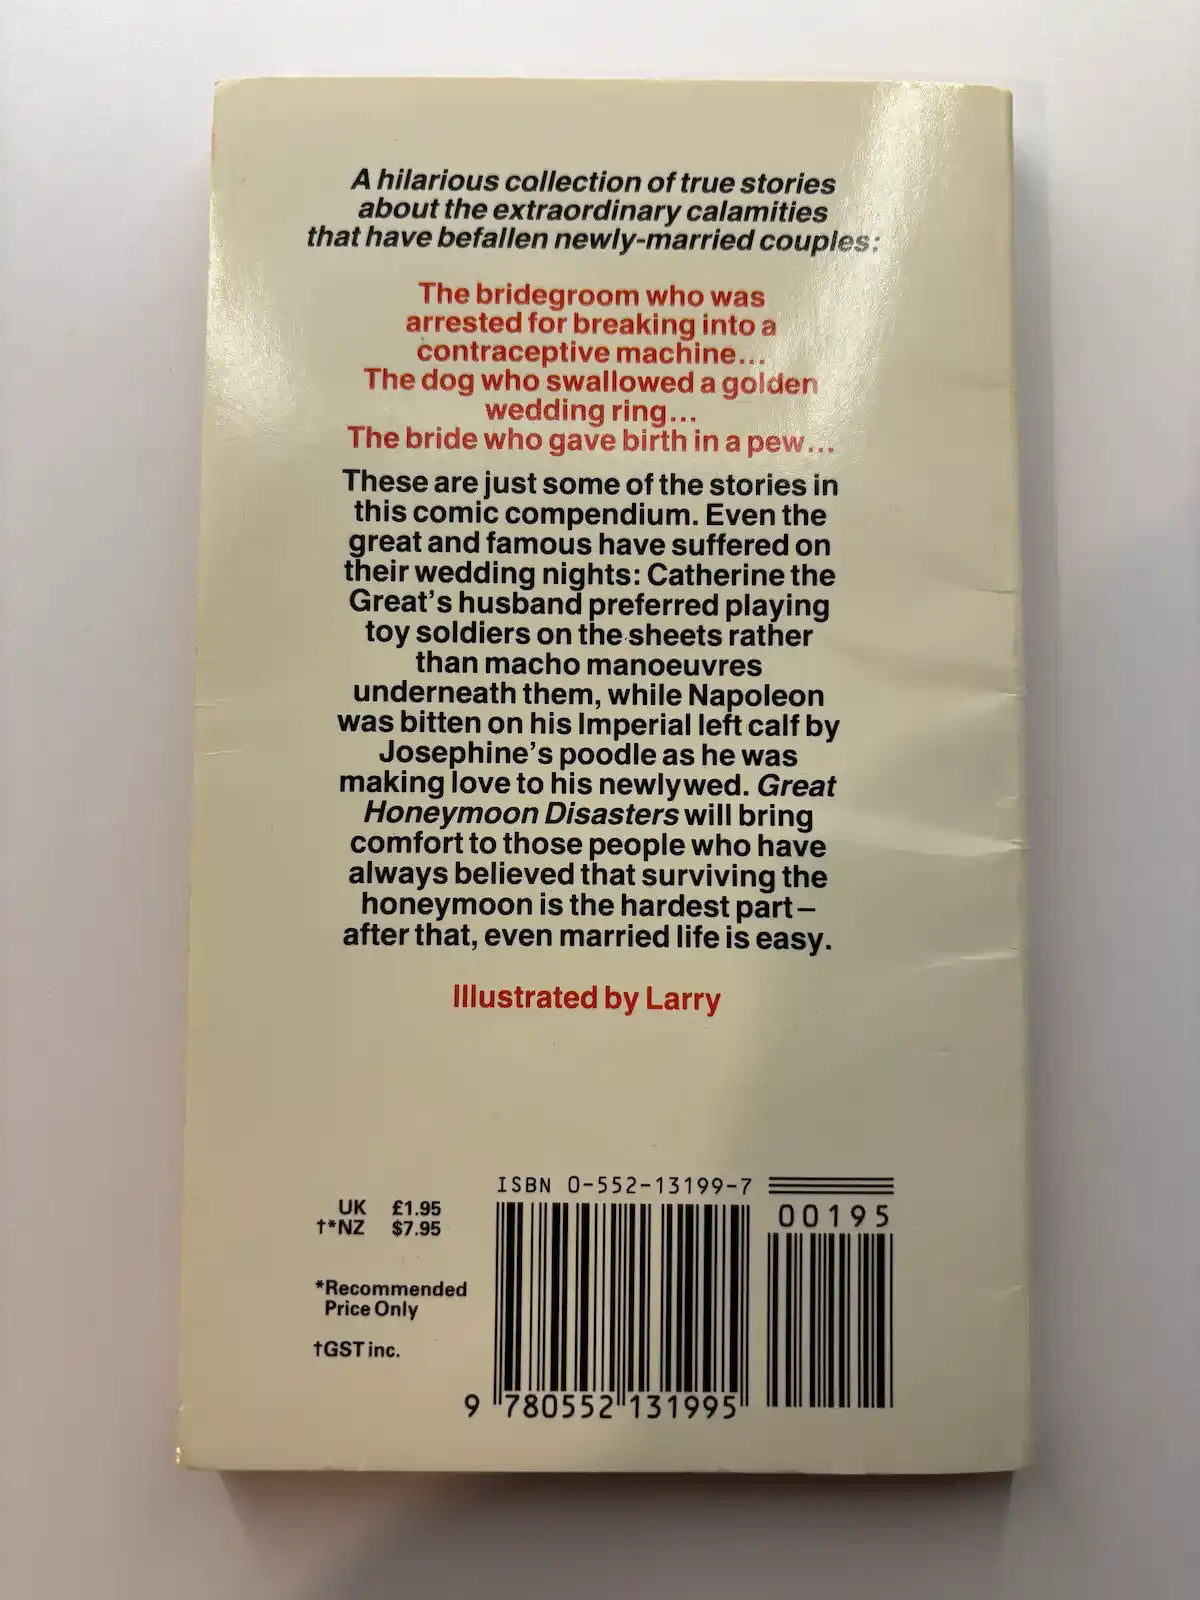 A hilarious collection of true stories
about the extraordinary calamities
that have befallen newly-married couples:
The bridegroom who was
arrested for breaking into a
contraceptive machine...
The dog who swallowed a golden
wedding ring...
The bride who gave birth in a pew...
These are just some of the stories in
this comic compendium. Even the
great and famous have suffered on
their wedding nights: Catherine the
Great's husband preferred playing
toy soldiers on the sheets rather
than macho manoeuvres
underneath them, while Napoleon
was bitten on his Imperial left calf by
Josephine's poodle as he was
making love to his newlywed. Great
Honeymoon Disasters will bring
comfort to those people who have
always believed that surviving the
honeymoon is the hardest part –
after that, even married life is easy.
Illustrated by Larry
UK £1.95
†*NZ $7.95
*Recommended
Price Only
†GST inc.
ISBN 0-552-13199-7
00195
9 780552 131995